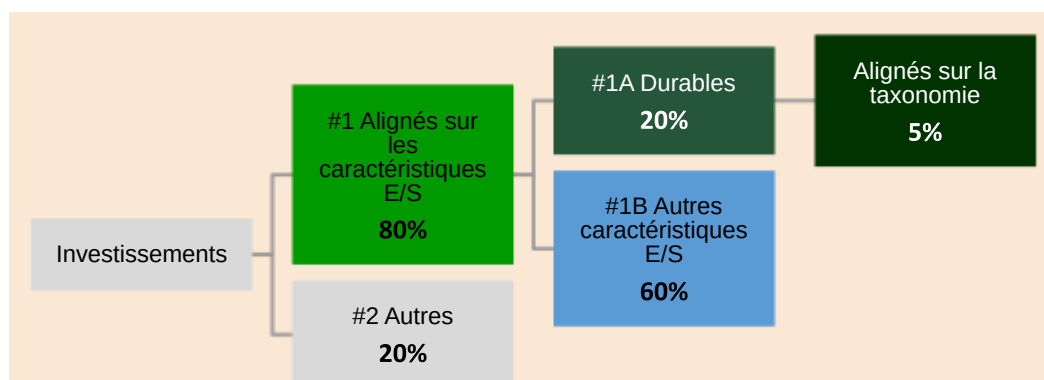 Investissements
#1 Alignés sur
les
caractéristiques
E/S
80%
#2 Autres
20%
#1A Durables
20%
#1B Autres
caractéristiques
E/S
60%
Alignés sur la
taxonomie
5%